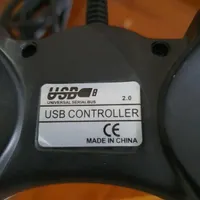 USB
UNIVERSAL SERIAL BUS
2.0
USB CONTROLLER
CE
MADE IN CHINA